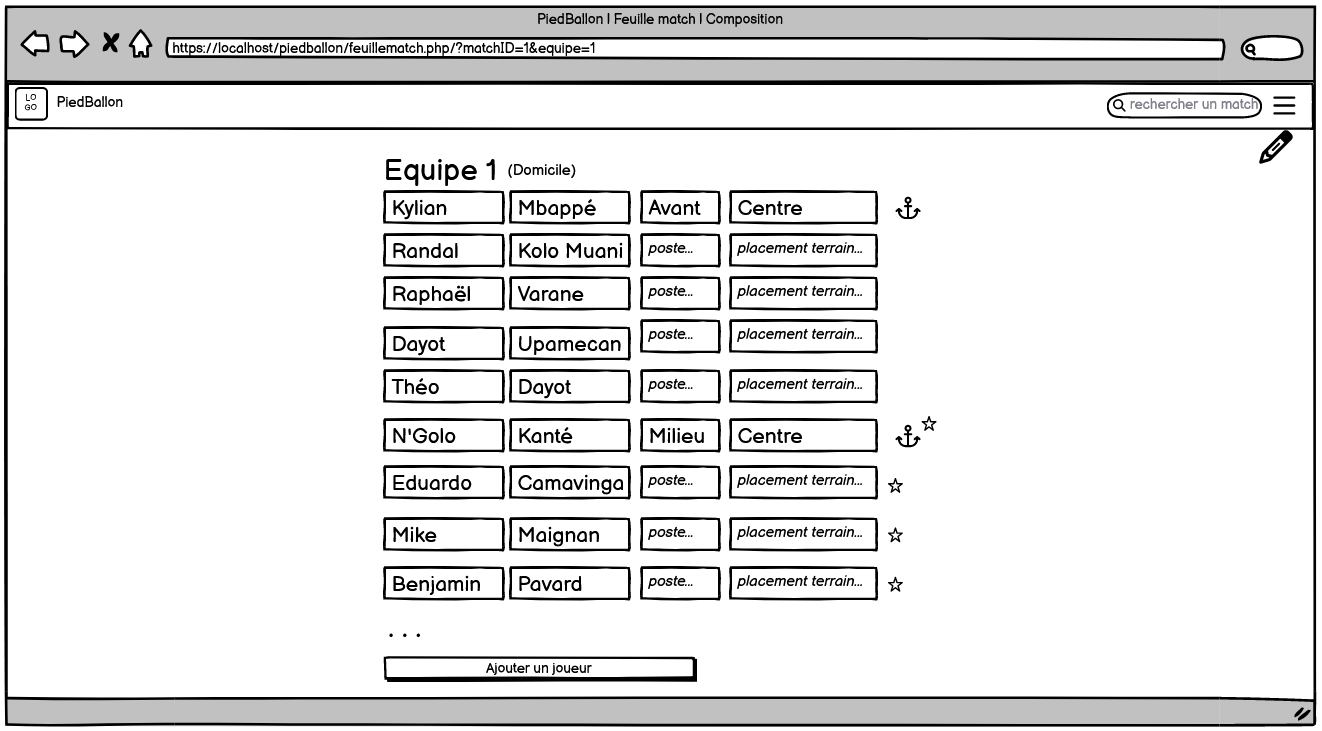 PiedBallon | Feuille match | Composition
https://localhost/piedballon/feuillematch.php/?matchID=1&equipe=1
LO
GO
PiedBallon
rechercher un match
Equipe 1 (Domicile)
Kylian Mbappé Avant Centre
Randal Kolo Muani poste... placement terrain...
Raphaël Varane poste... placement terrain...
Dayot Upamecan poste... placement terrain...
Théo Dayot poste... placement terrain...
N'Golo Kanté Milieu Centre
Eduardo Camavinga poste... placement terrain...
Mike Maignan poste... placement terrain...
Benjamin Pavard poste... placement terrain...
...
Ajouter un joueur